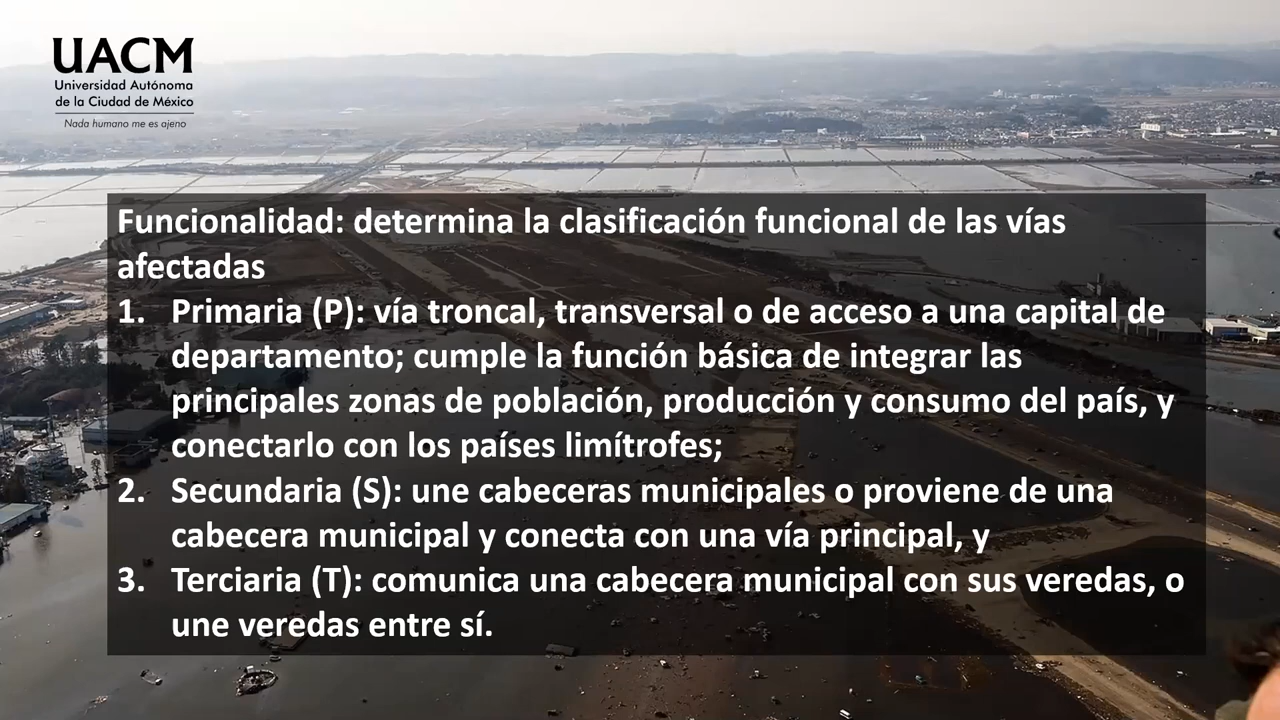 UACM
Universidad Autónoma
de la Ciudad de México
Nada humano me es ajeno
Funcionalidad: determina la clasificación funcional de las vías
afectadas
1. Primaria (P): vía troncal, transversal o de acceso a una capital de
departamento; cumple la función básica de integrar las
principales zonas de población, producción y consumo del país, y
conectarlo con los países limítrofes;
2. Secundaria (S): une cabeceras municipales o proviene de una
cabecera municipal y conecta con una vía principal, y
3. Terciaria (T): comunica una cabecera municipal con sus veredas, o
une veredas entre sí.